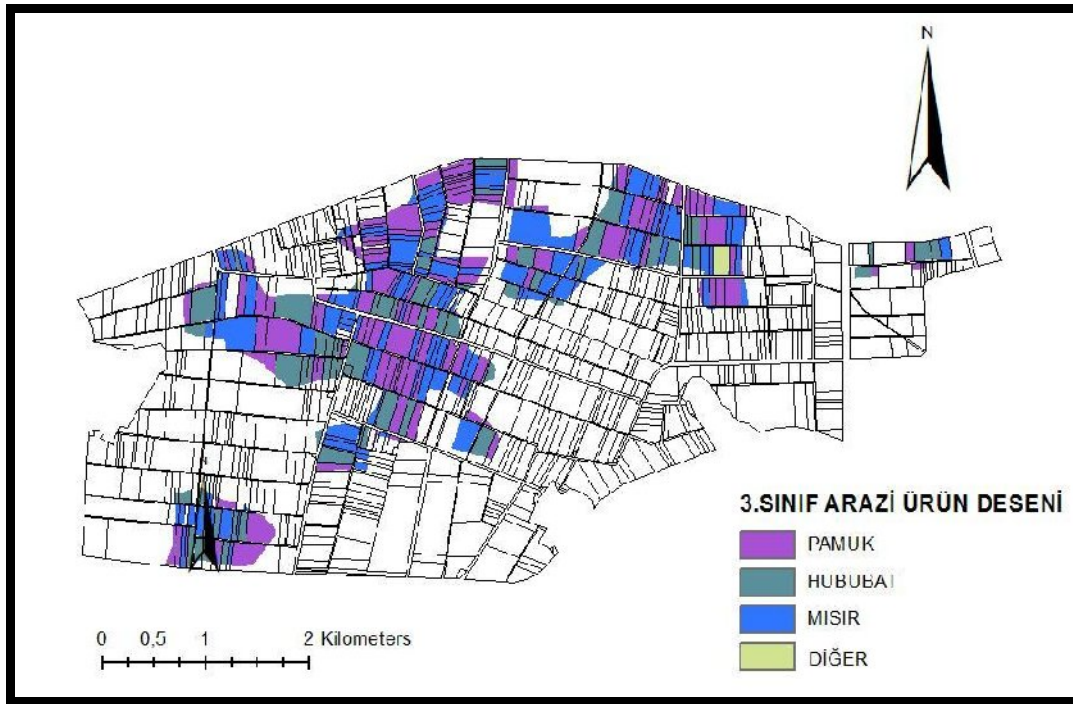 N
3.SINIF ARAZİ ÜRÜN DESENİ
PAMUK
HUBUBAT
MISIR
DİĞER
0 0,5 1 2 Kilometers